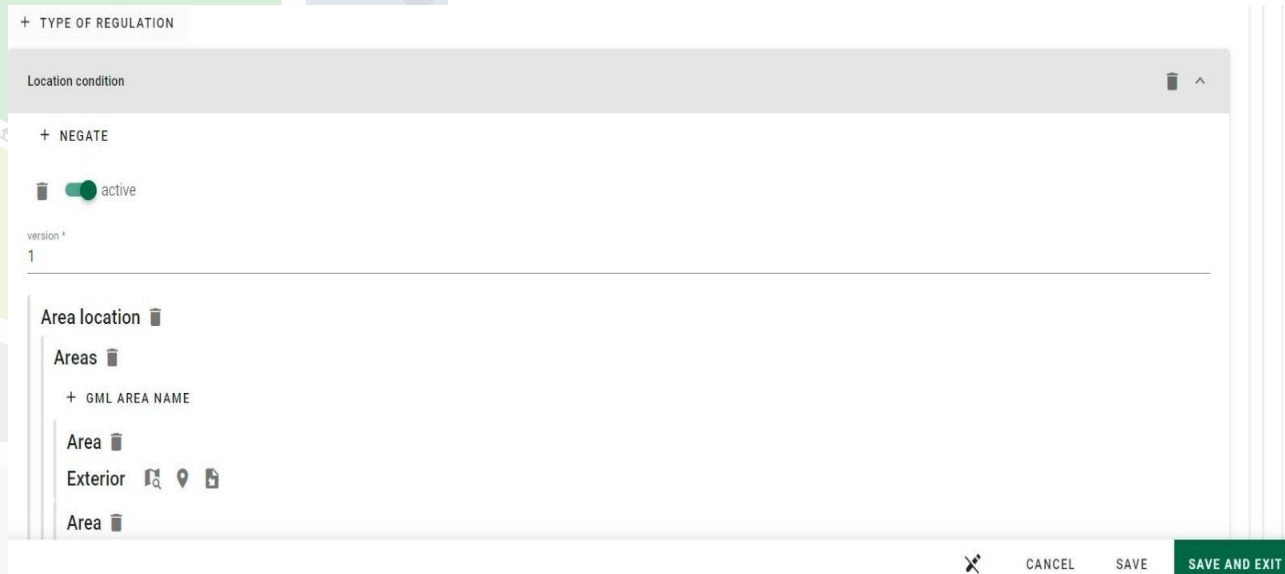 + TYPE OF REGULATION
Location condition
+ NEGATE
active
version *
1
Area location
Areas
+ GML AREA NAME
Area
Exterior
Area
CANCEL SAVE SAVE AND EXIT